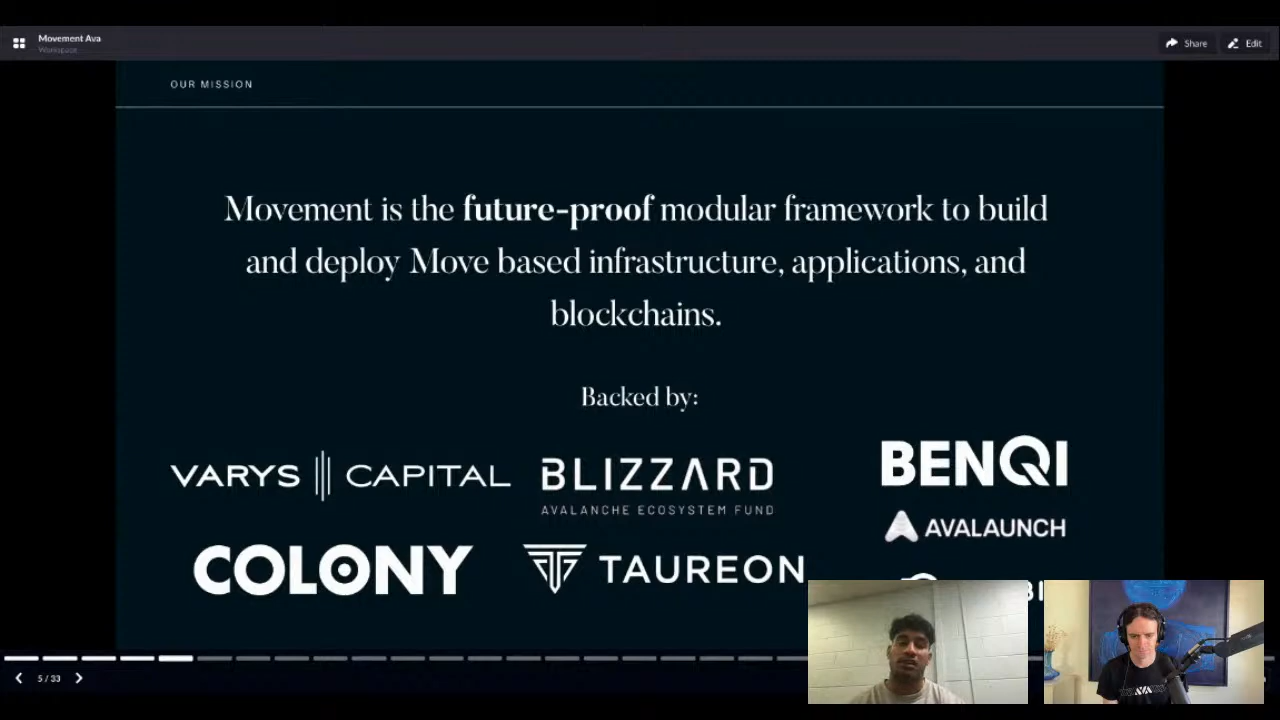 Movement Ava
Workspace
Share
Edit
OUR MISSION
Movement is the future-proof modular framework to build
and deploy Move based infrastructure, applications, and
blockchains.
Backed by:
VARYS CAPITAL
BLIZZARD
AVALANCHE ECOSYSTEM FUND
BENQI
AVALAUNCH
COLONY
TAUREON
5 / 33